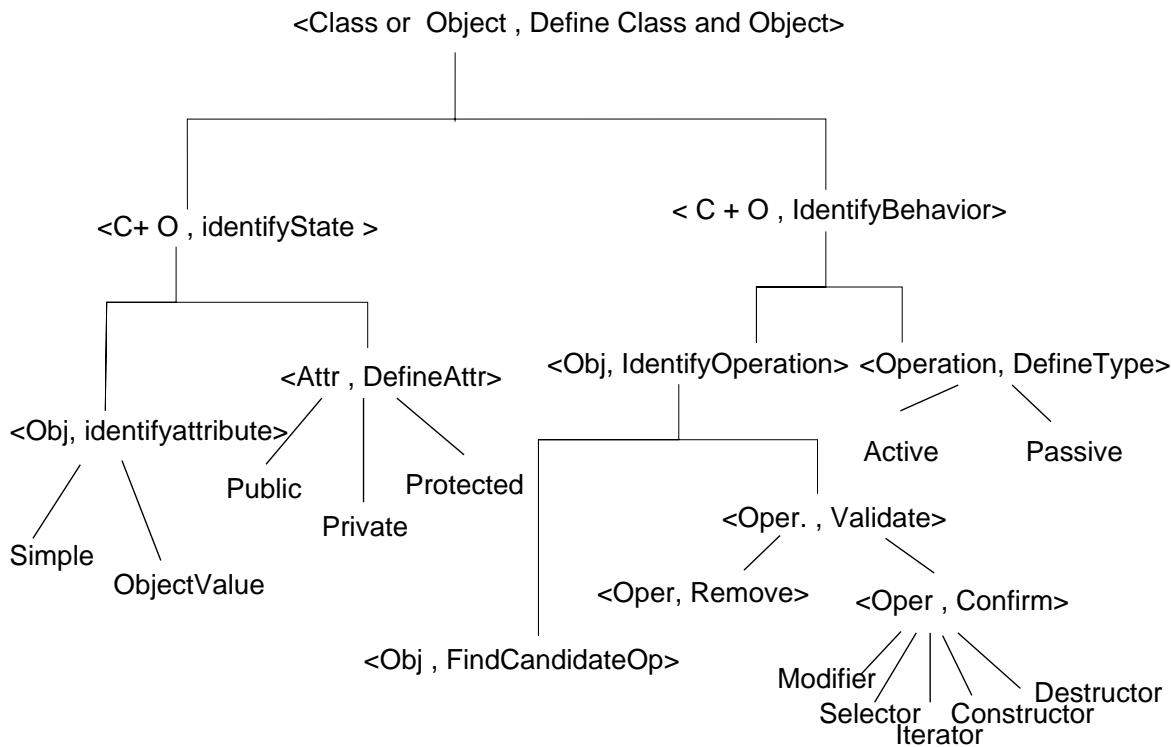 <Class or Object , Define Class and Object>
<C+ O , identifyState >
< C + O , IdentifyBehavior>
<Obj, IdentifyOperation>
<Operation, DefineType>
<Attr , DefineAttr>
<Obj, identifyattribute>
Active
Passive
Public
Protected
Private
<Oper. , Validate>
Simple
ObjectValue
<Oper, Remove>
<Oper , Confirm>
<Obj , FindCandidateOp>
Modifier
Selector
Iterator
Constructor
Destructor